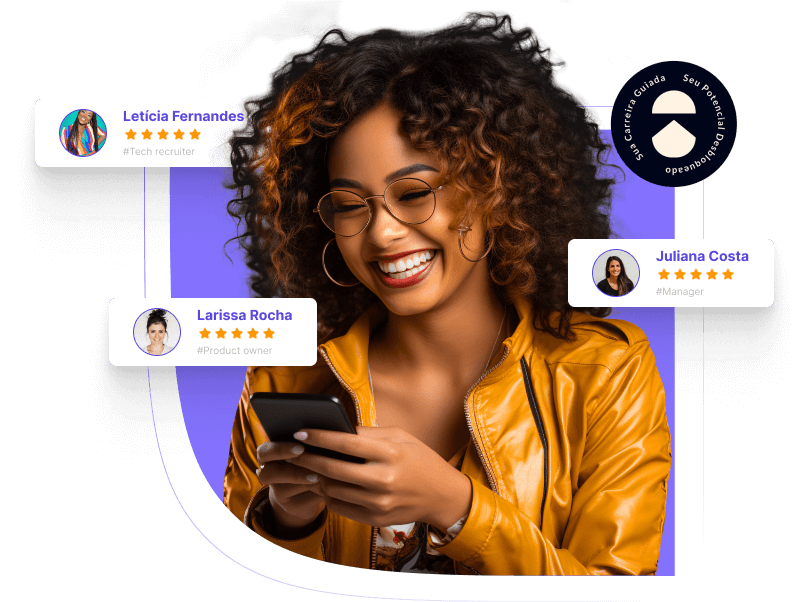 Letícia Fernandes
#Tech recruiter
Sua Carreira Guiada
Seu Potencial Desbloqueado
Juliana Costa
#Manager
Larissa Rocha
#Product owner